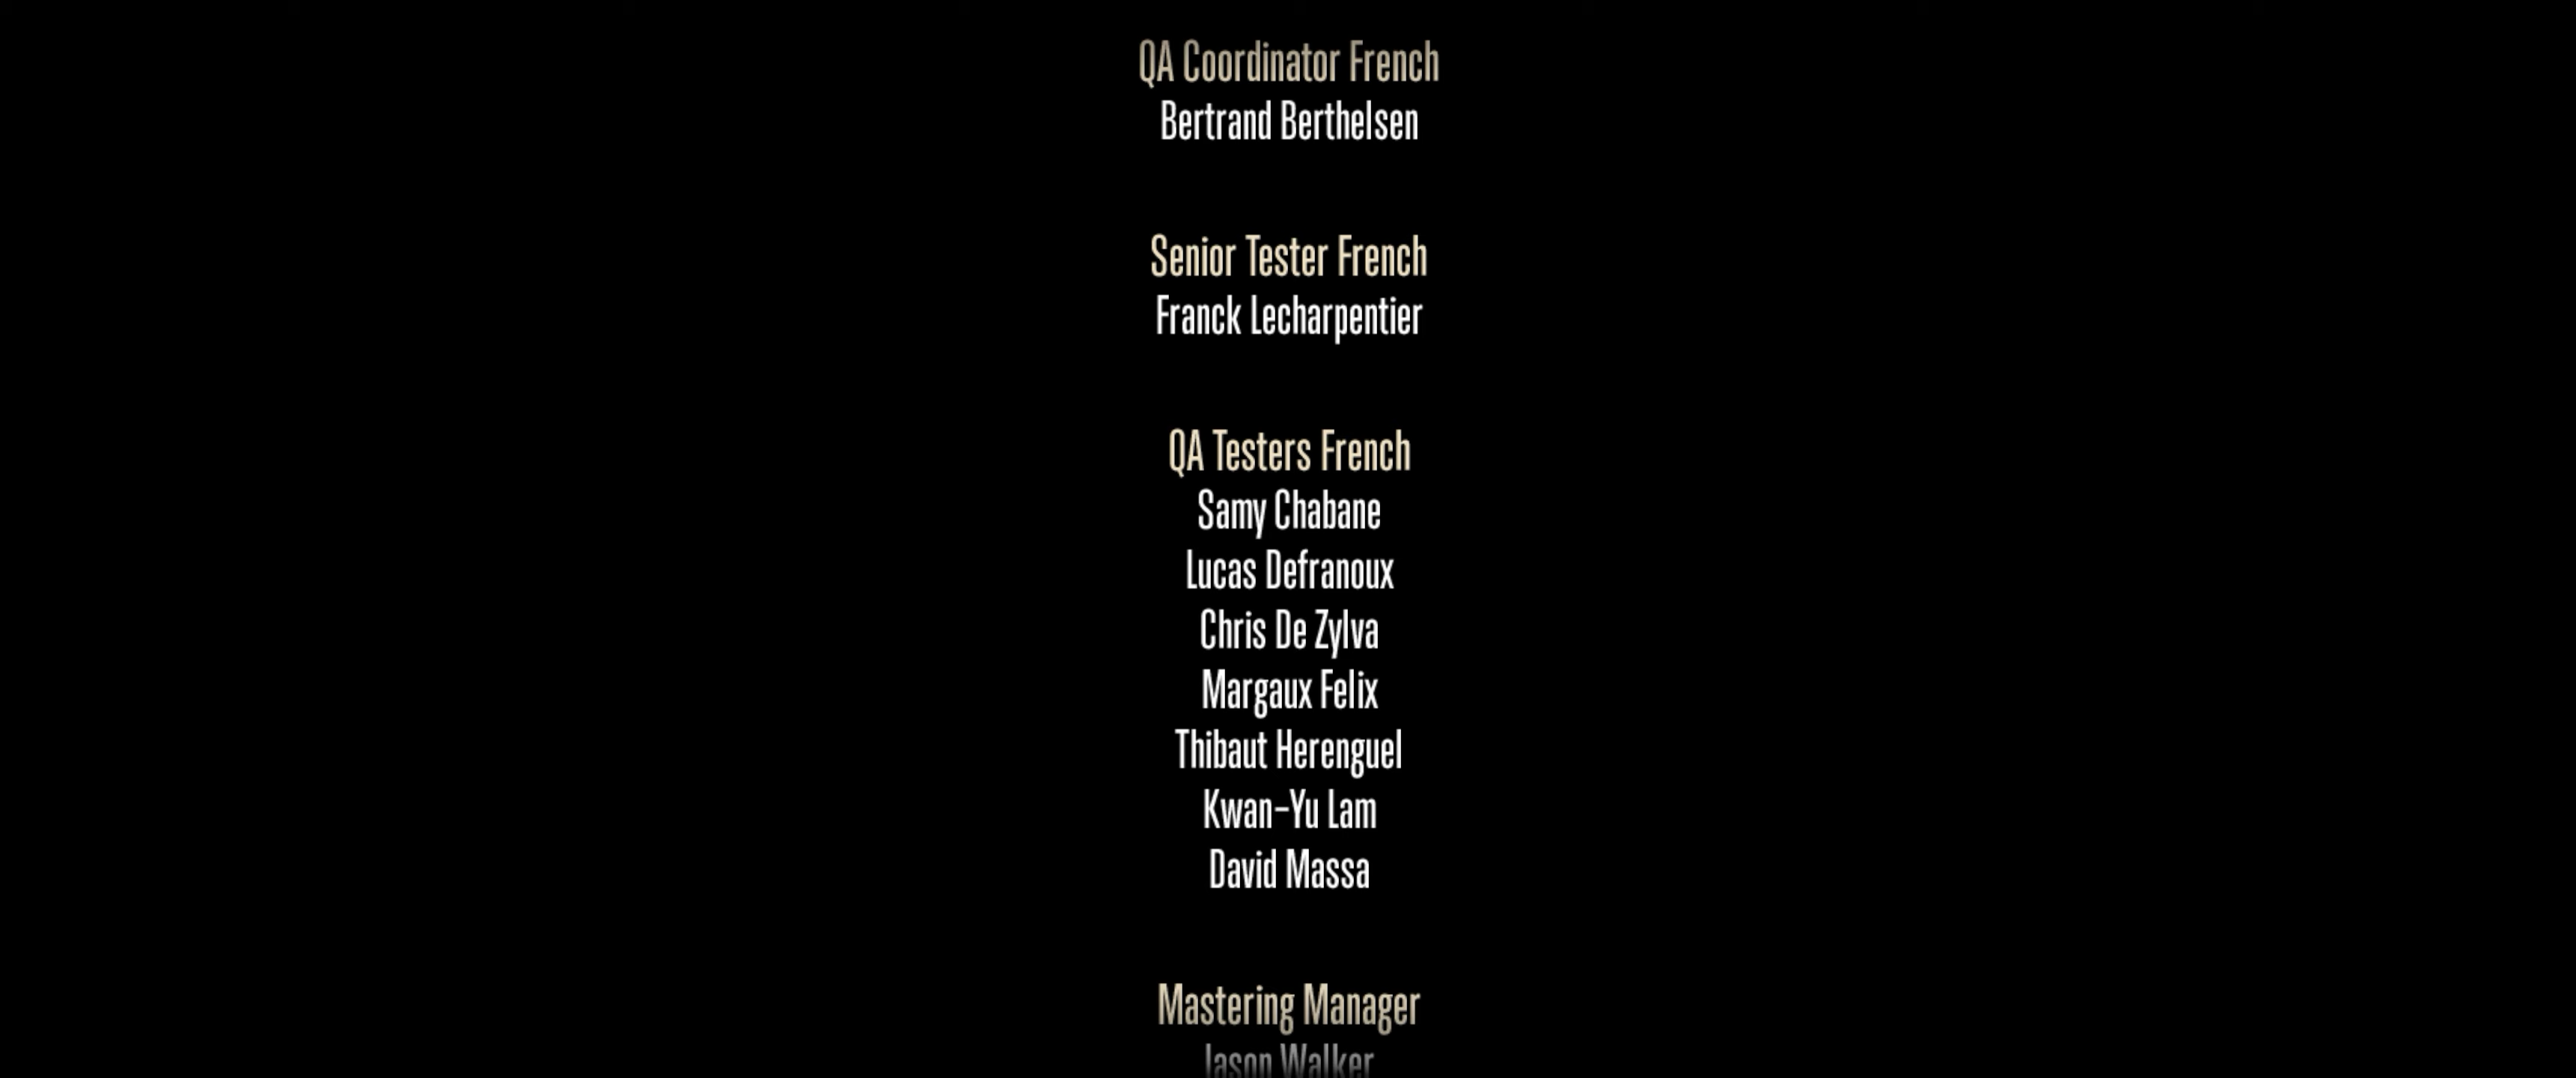 QA Coordinator French
Bertrand Berthelsen
Senior Tester French
Franck Lecharpentier
QA Testers French
Samy Chabane
Lucas Defranoux
Chris De Zylva
Margaux Felix
Thibaut Herenguel
Kwan-Yu Lam
David Massa
Mastering Manager
Jason Walker